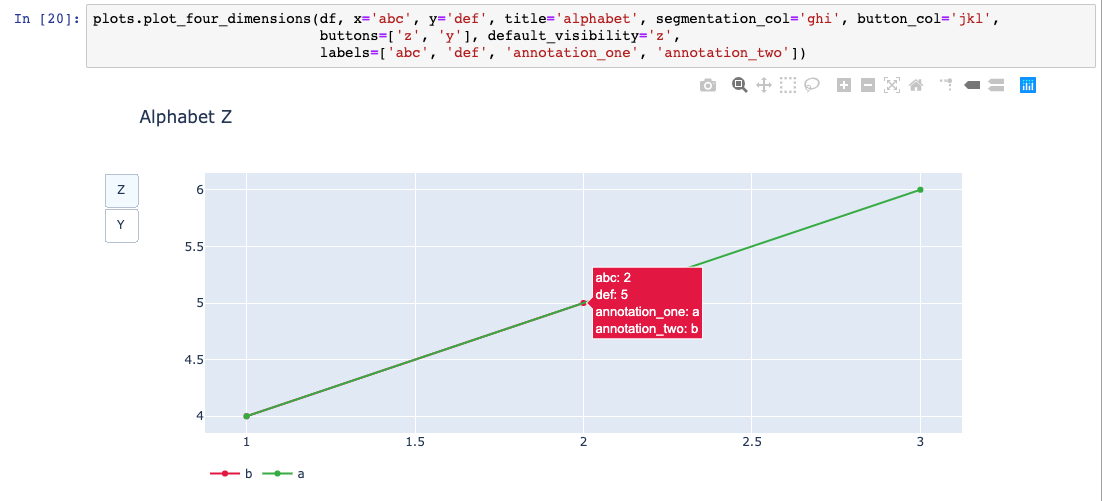 In [20]: plots.plot_four_dimensions(df, x='abc', y='def', title='alphabet', segmentation_col='ghi', button_col='jkl',
buttons=['z', 'y'], default_visibility='z',
labels=['abc', 'def', 'annotation_one', 'annotation_two'])
Alphabet Z
Z
Y
6
5.5
5
4.5
4
abc: 2
def: 5
annotation_one: a
annotation_two: b
1 1.5 2 2.5 3
b a